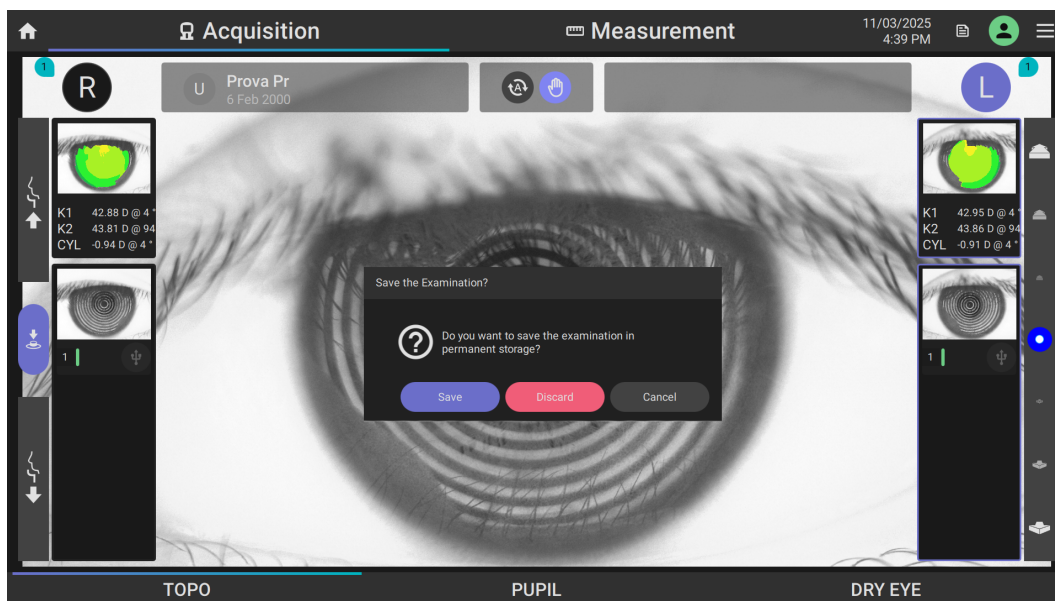 Acquisition
Measurement
11/03/2025
4:39 PM
1
R
U
Prova Pr
6 Feb 2000
A
L
1
K1 42.88 D @ 4 °
K2 43.81 D @ 94
CYL -0.94 D @ 4 °
1
K1 42.95 D @ 4 °
K2 43.86 D @ 94
CYL -0.91 D @ 4 °
1
Save the Examination?
Do you want to save the examination in
permanent storage?
Save
Discard
Cancel
TOPO
PUPIL
DRY EYE